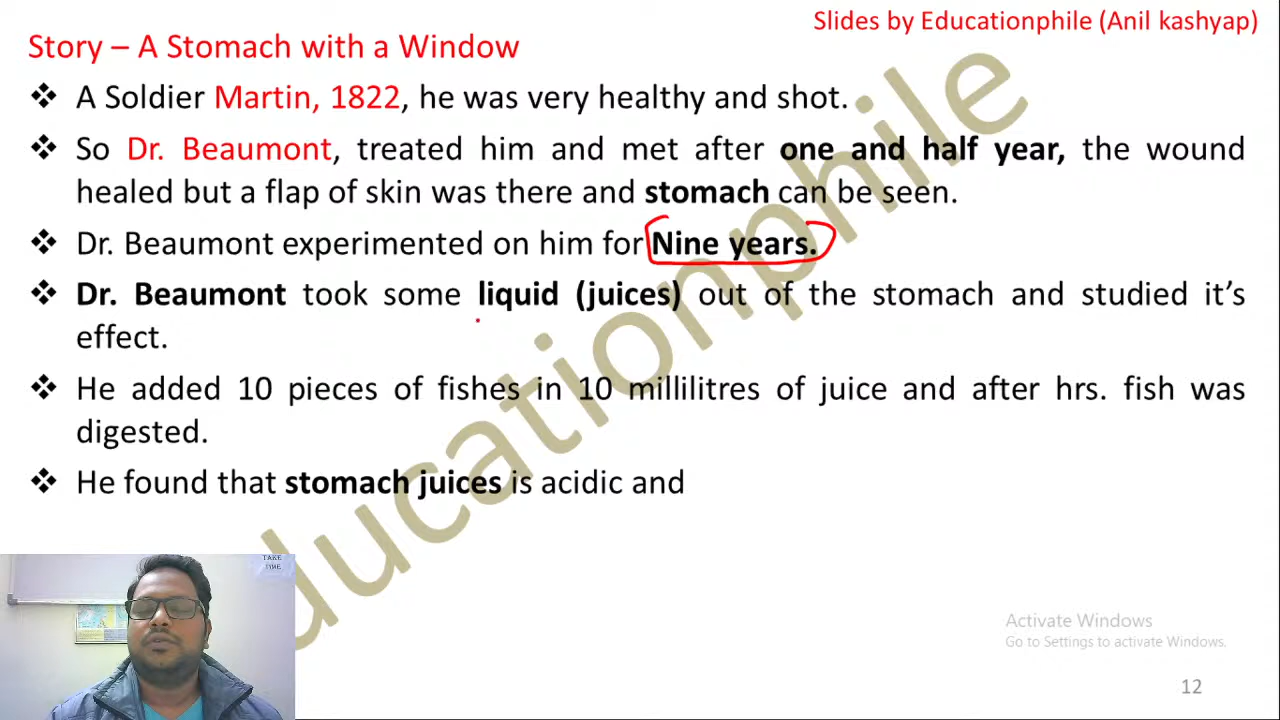 Slides by Educationphile (Anil kashyap)
Story – A Stomach with a Window
❖ A Soldier Martin, 1822, he was very healthy and shot.
❖ So Dr. Beaumont, treated him and met after one and half year, the wound
healed but a flap of skin was there and stomach can be seen.
❖ Dr. Beaumont experimented on him for Nine years.
❖ Dr. Beaumont took some liquid (juices) out of the stomach and studied it's
effect.
❖ He added 10 pieces of fishes in 10 millilitres of juice and after hrs. fish was
digested.
❖ He found that stomach juices is acidic and
Educationphile
TAKE
TIME
Activate Windows
Go to Settings to activate Windows.
12